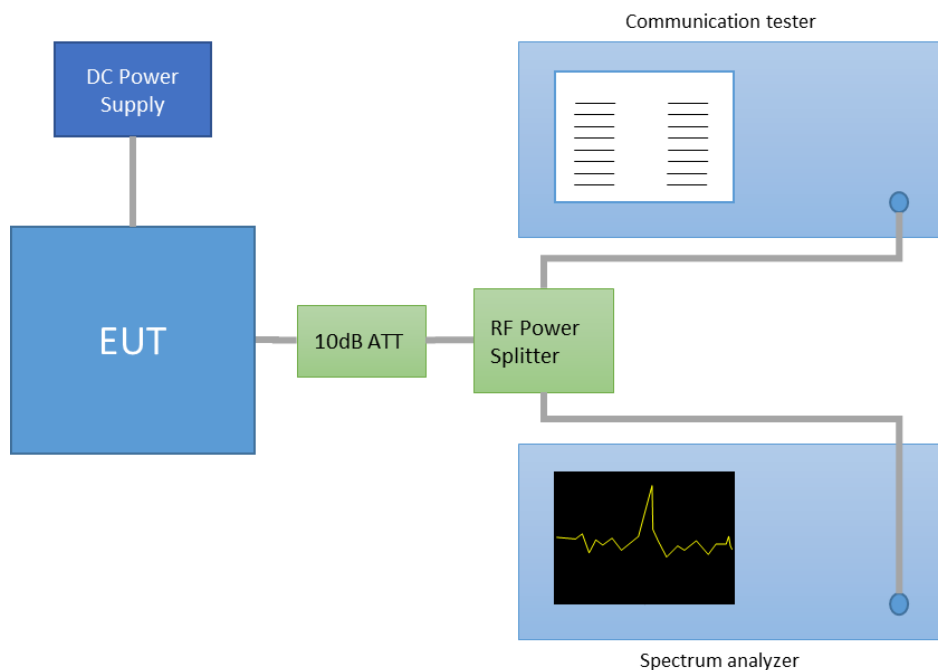 Communication tester
DC Power
Supply
EUT
10dB ATT
RF Power
Splitter
Spectrum analyzer